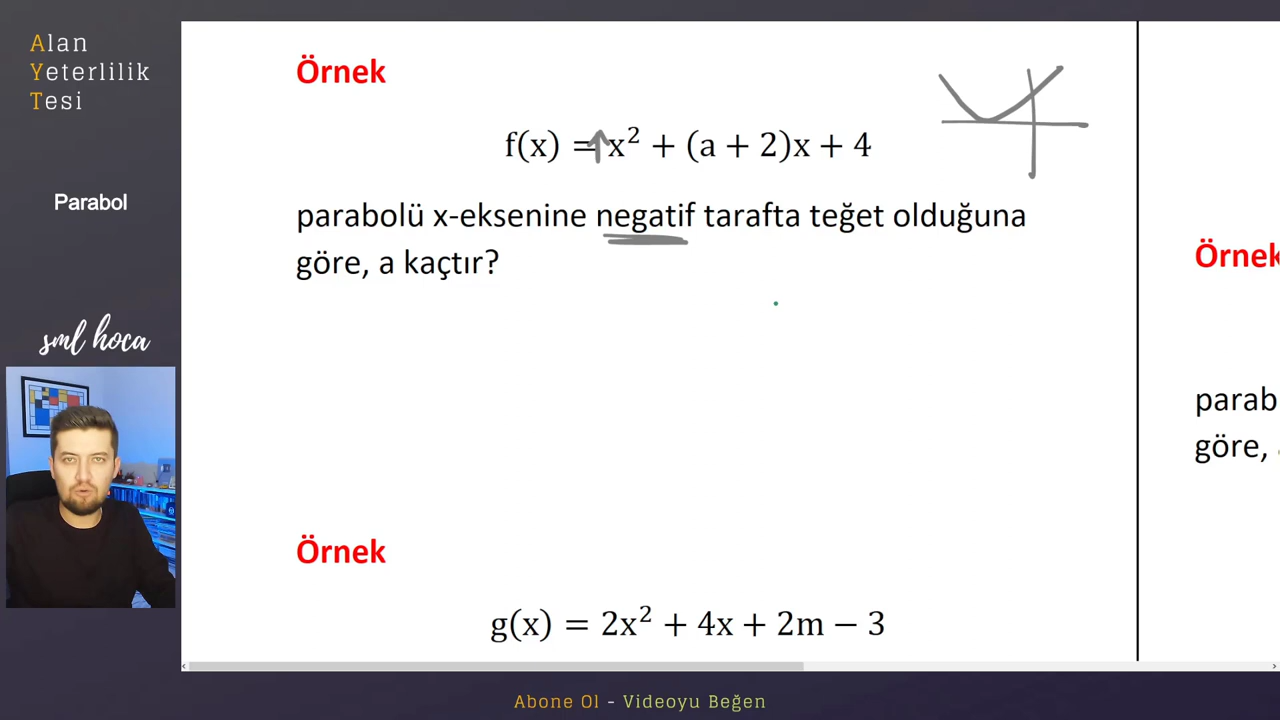 Alan
Yeterlilik
Tesi
Parabol
sml hoca
Örnek
f(x) = x² + (a + 2)x + 4
parabolü x-eksenine negatif tarafta teğet olduğuna
göre, a kaçtır?
Örnek
g(x) = 2x² + 4x + 2m − 3
Örnek
parab
göre,
Abone Ol - Videoyu Beğen